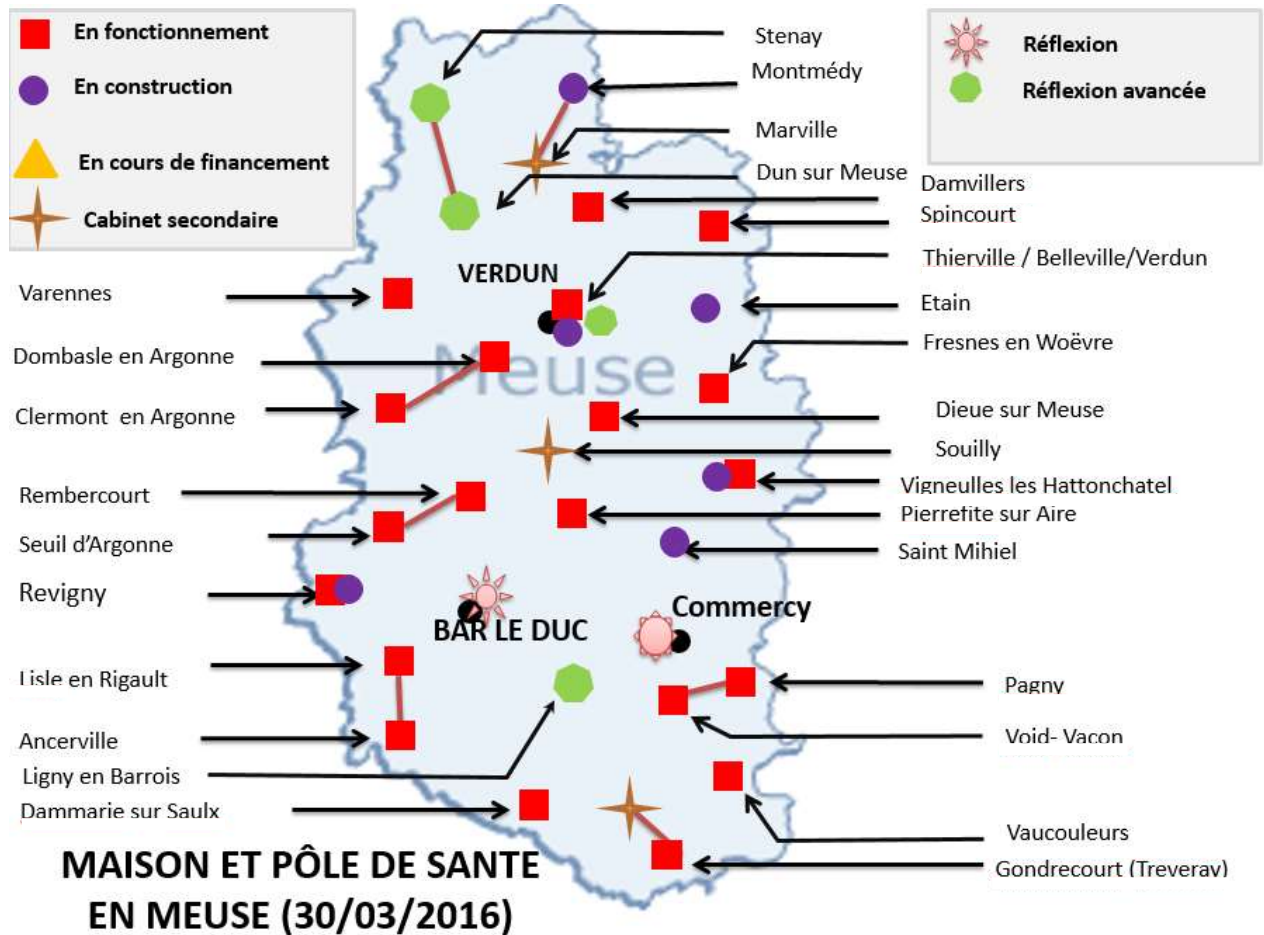 En fonctionnement
En construction
En cours de financement
Cabinet secondaire
Réflexion
Réflexion avancée
Stenay
Montmédy
Marville
Dun sur Meuse
Damvillers
Spincourt
Thierville / Belleville/Verdun
Etain
Fresnes en Woëvre
Dieue sur Meuse
Souilly
Vigneulles les Hattonchatel
Pierrefite sur Aire
Saint Mihiel
Pagny
Void- Vacon
Vaucouleurs
Gondrecourt (Treveray)
Varennes
Dombasle en Argonne
Clermont en Argonne
Rembercourt
Seuil d'Argonne
Revigny
Lisle en Rigault
Ancerville
Ligny en Barrois
Dammarie sur Saulx
VERDUN
Meuse
BAR LE DUC
Commercy
MAISON ET PÔLE DE SANTE
EN MEUSE (30/03/2016)